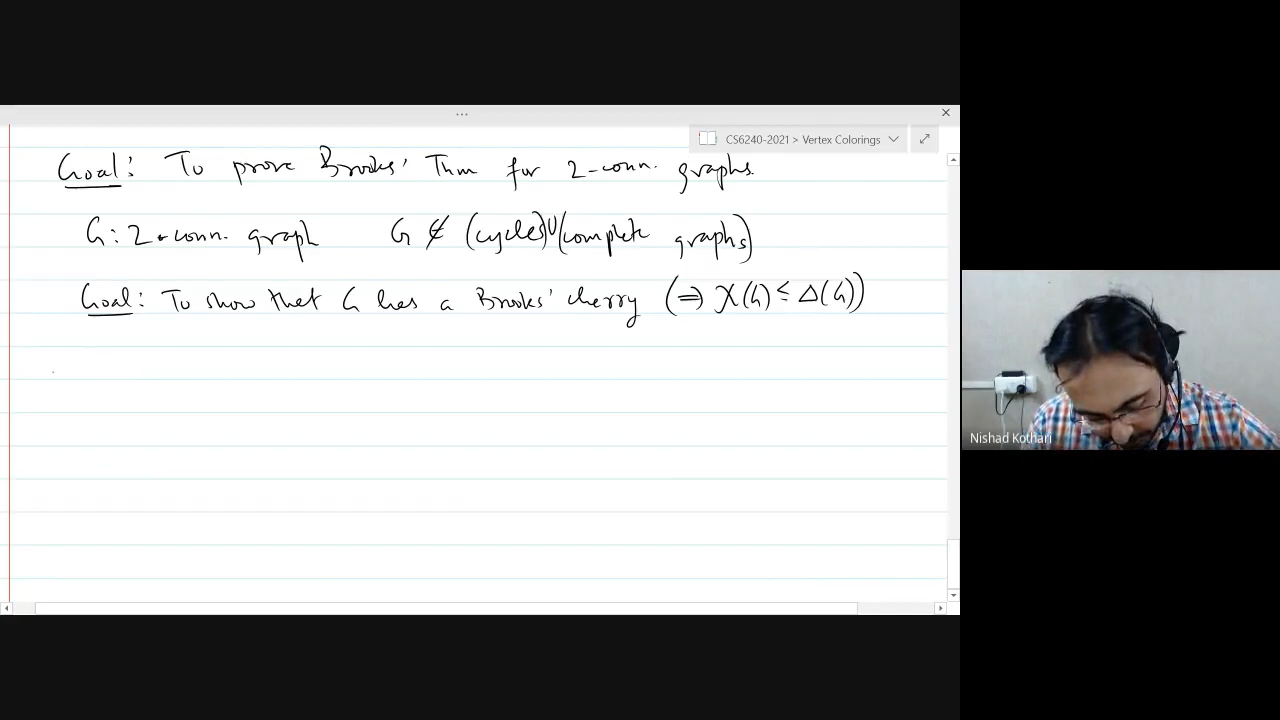 CS6240-2021 > Vertex Colorings
Goal: To prove Brooks' Thm for 2-conn. graphs.
G: 2-conn. graph G ∉ (cycles) ∪ (complete graphs)
Goal: To show that G has a Brooks' cherry (⇒ χ(G) ≤ Δ(G))
Nishad Kothari